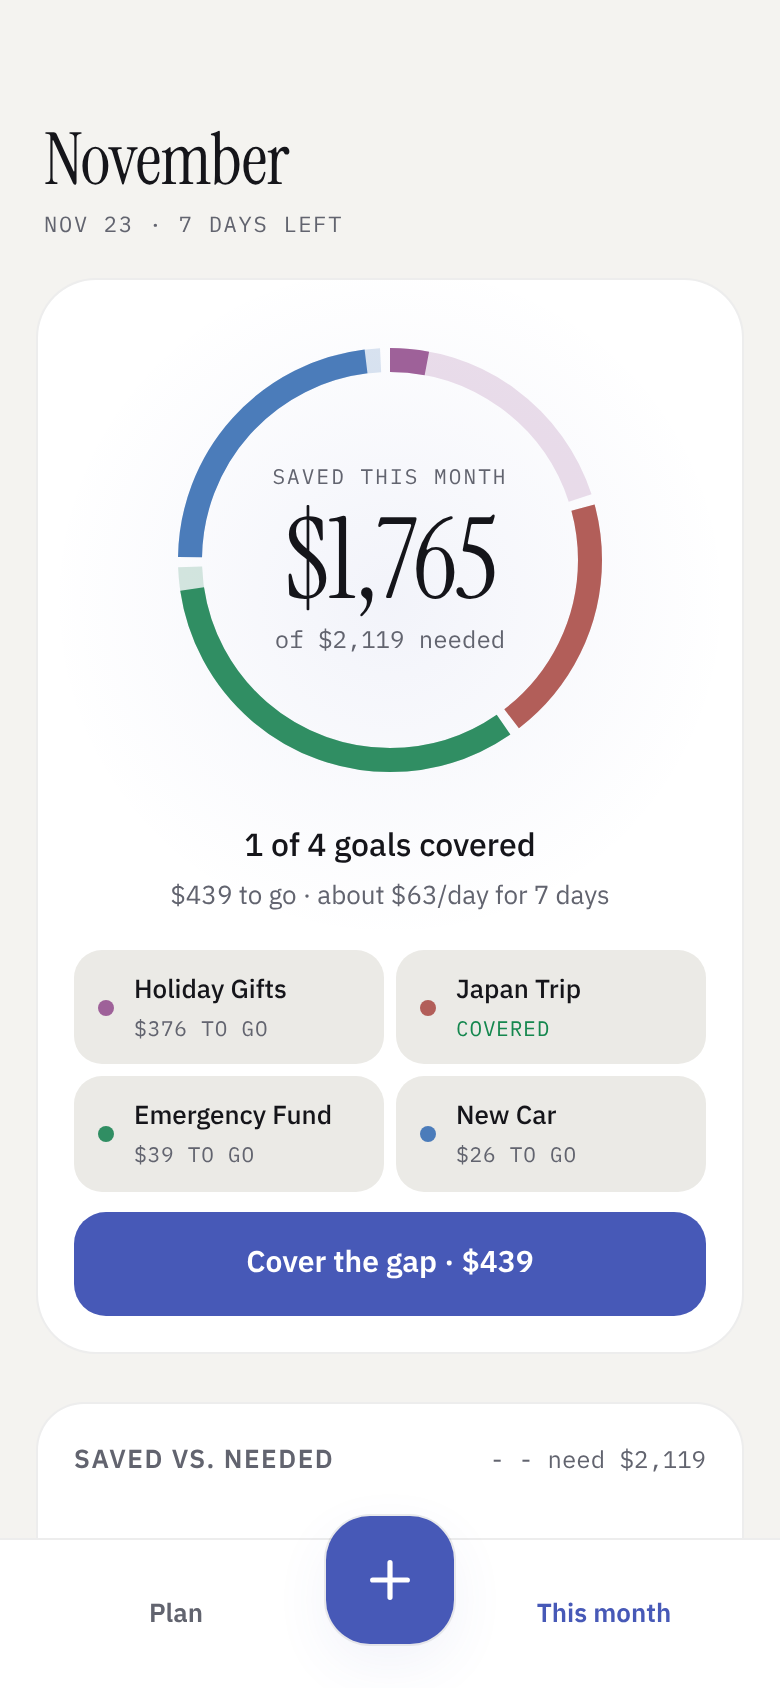 November
NOV 23 · 7 DAYS LEFT
SAVED THIS MONTH
$1,765
of $2,119 needed
1 of 4 goals covered
$439 to go · about $63/day for 7 days
Holiday Gifts
$376 TO GO
Japan Trip
COVERED
Emergency Fund
$39 TO GO
New Car
$26 TO GO
Cover the gap · $439
SAVED VS. NEEDED
- - need $2,119
Plan
+
This month